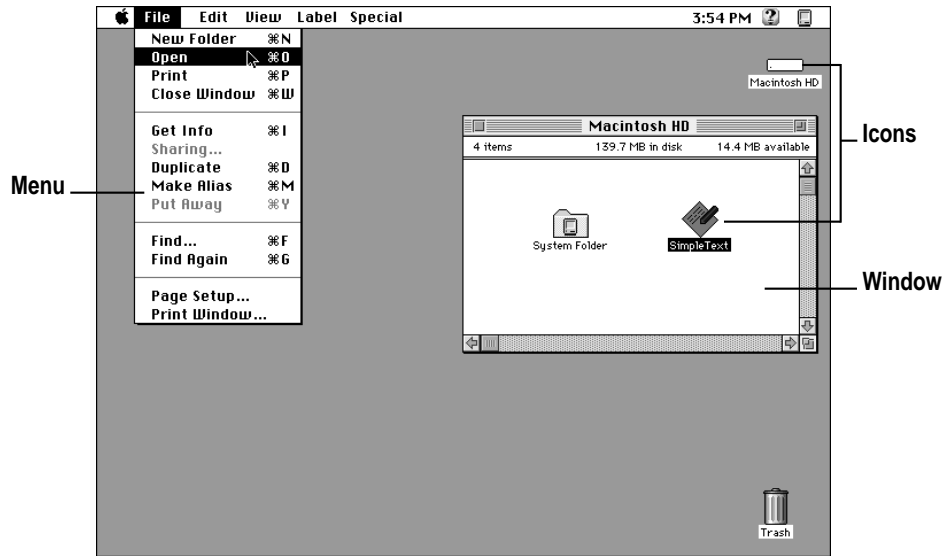 File Edit View Label Special 3:54 PM
New Folder ⌘N
Open ⌘O
Print ⌘P
Close Window ⌘W
Get Info ⌘I
Sharing...
Duplicate ⌘D
Make Alias ⌘M
Put Away ⌘Y
Find... ⌘F
Find Again ⌘G
Page Setup...
Print Window...
Menu
Macintosh HD
Icons
Macintosh HD
4 items 139.7 MB in disk 14.4 MB available
System Folder SimpleText
Window
Trash